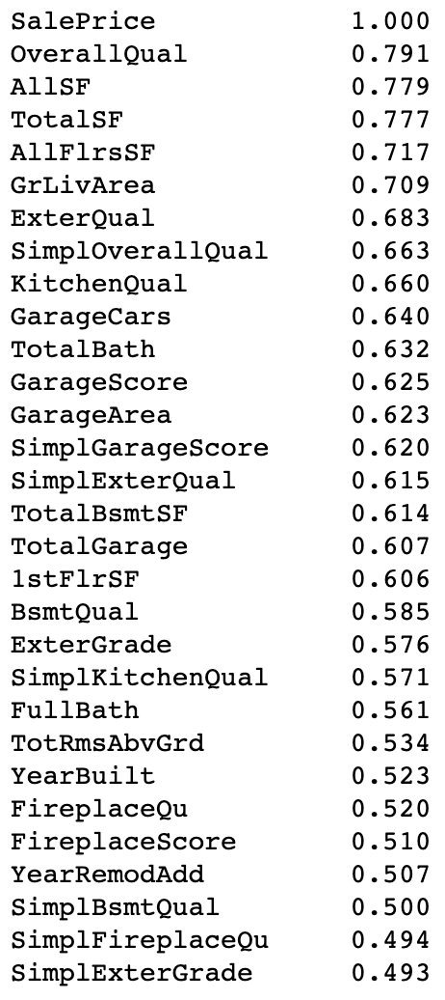 SalePrice 1.000
OverallQual 0.791
AllSF 0.779
TotalSF 0.777
AllFlrsSF 0.717
GrLivArea 0.709
ExterQual 0.683
SimplOverallQual 0.663
KitchenQual 0.660
GarageCars 0.640
TotalBath 0.632
GarageScore 0.625
GarageArea 0.623
SimplGarageScore 0.620
SimplExterQual 0.615
TotalBsmtSF 0.614
TotalGarage 0.607
1stFlrSF 0.606
BsmtQual 0.585
ExterGrade 0.576
SimplKitchenQual 0.571
FullBath 0.561
TotRmsAbvGrd 0.534
YearBuilt 0.523
FireplaceQu 0.520
FireplaceScore 0.510
YearRemodAdd 0.507
SimplBsmtQual 0.500
SimplFireplaceQu 0.494
SimplExterGrade 0.493